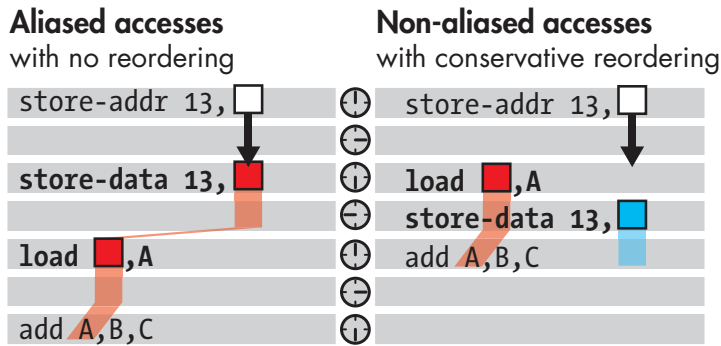 Aliased accesses
with no reordering
store-addr 13,
store-data 13,
load ,A
add A,B,C
Non-aliased accesses
with conservative reordering
store-addr 13,
load ,A
store-data 13,
add A,B,C